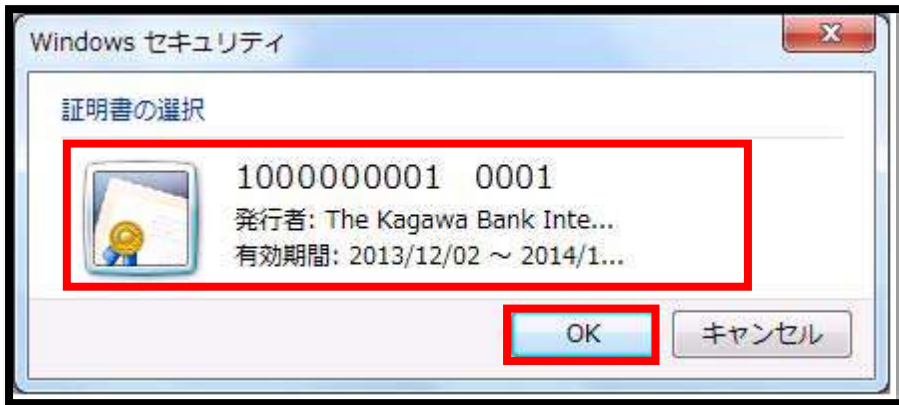 Windows セキュリティ
証明書の選択
1000000001 0001
発行者: The Kagawa Bank Inte...
有効期間: 2013/12/02 ～ 2014/1...
OK
キャンセル